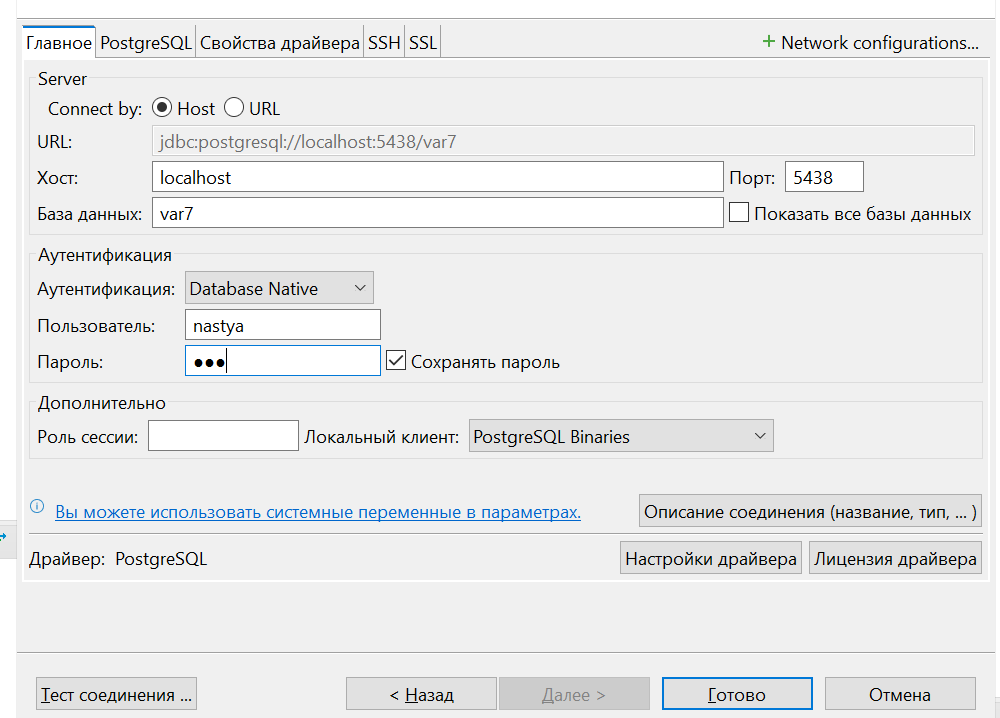 Главное PostgreSQL Свойства драйвера SSH SSL + Network configurations...
Server
Connect by: Host URL
URL: jdbc:postgresql://localhost:5438/var7
Хост: localhost Порт: 5438
База данных: var7 Показать все базы данных
Аутентификация
Аутентификация: Database Native
Пользователь: nastya
Пароль: ●●● Сохранять пароль
Дополнительно
Роль сессии: Локальный клиент: PostgreSQL Binaries
Вы можете использовать системные переменные в параметрах. Описание соединения (название, тип, ... )
Драйвер: PostgreSQL Настройки драйвера Лицензия драйвера
Тест соединения ... < Назад Далее > Готово Отмена